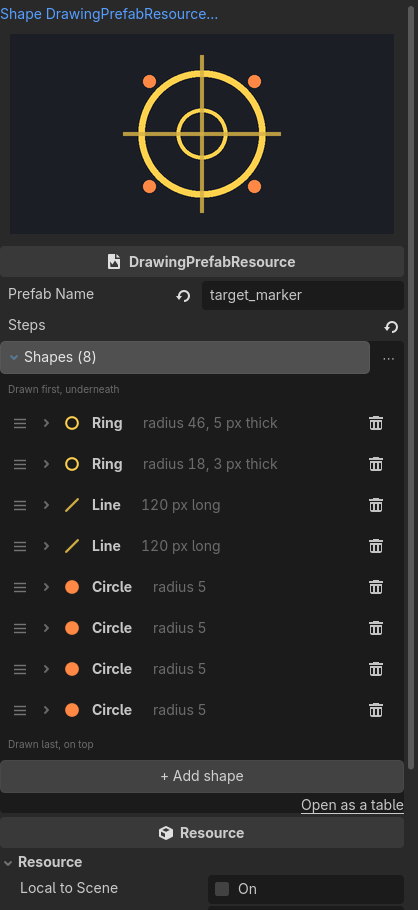 Shape DrawingPrefabResource...
DrawingPrefabResource
Prefab Name target_marker
Steps
Shapes (8) ...
Drawn first, underneath
Ring radius 46, 5 px thick
Ring radius 18, 3 px thick
Line 120 px long
Line 120 px long
Circle radius 5
Circle radius 5
Circle radius 5
Circle radius 5
Drawn last, on top
+ Add shape
Open as a table
Resource
Resource
Local to Scene On